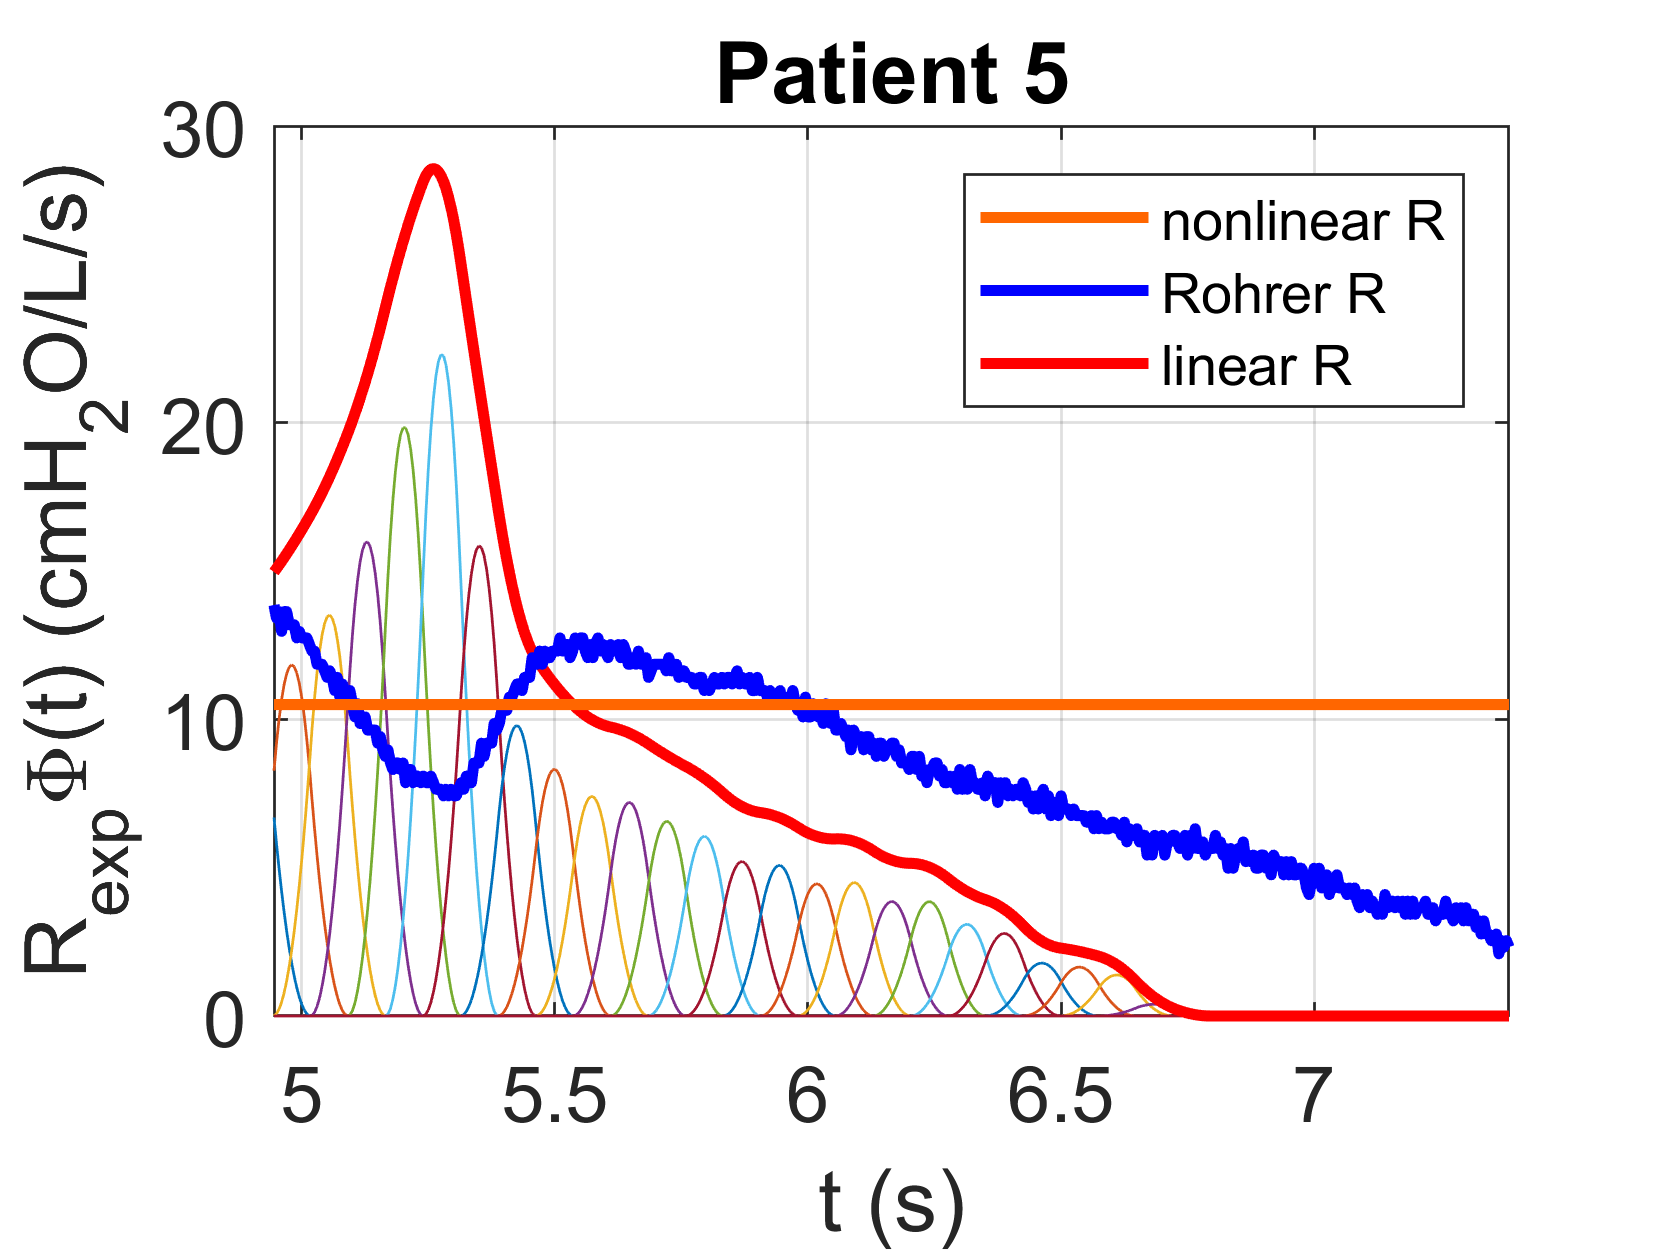 Patient 5
R_exp Φ(t) (cmH_2O/L/s)
30
20
10
0
nonlinear R
Rohrer R
linear R
5 5.5 6 6.5 7
t (s)